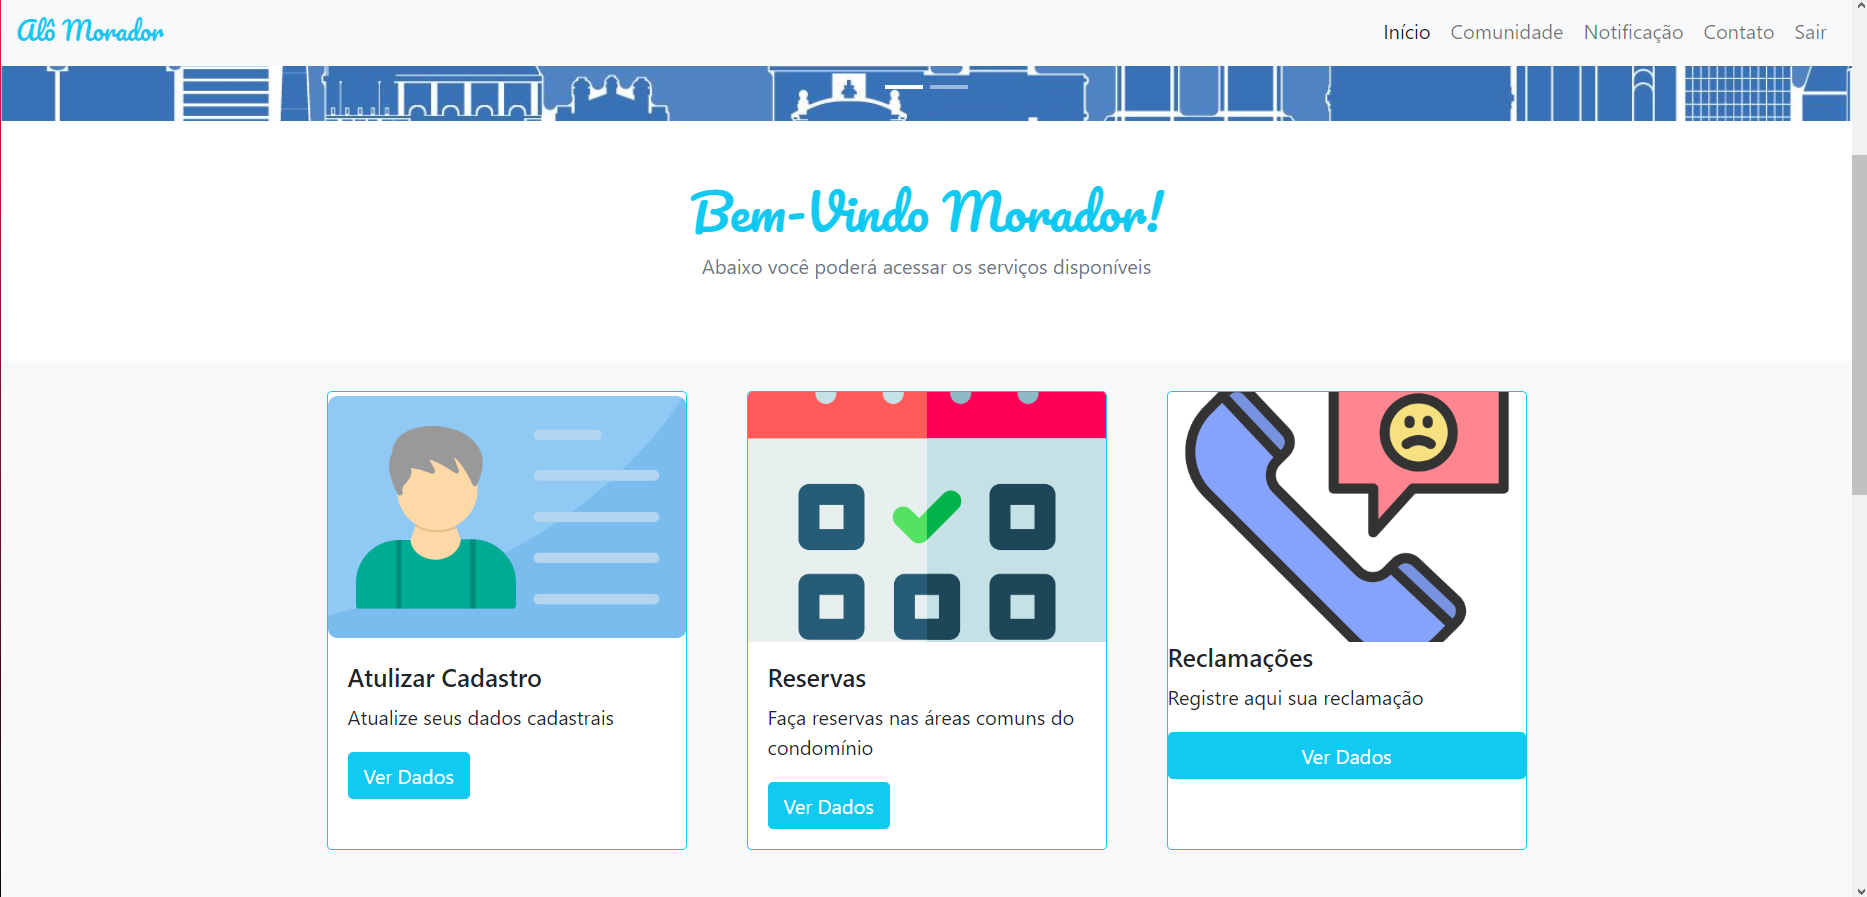 Alô Morador
Início Comunidade Notificação Contato Sair
Bem-Vindo Morador!
Abaixo você poderá acessar os serviços disponíveis
Atulizar Cadastro
Atualize seus dados cadastrais
Ver Dados
Reservas
Faça reservas nas áreas comuns do
condomínio
Ver Dados
Reclamações
Registre aqui sua reclamação
Ver Dados